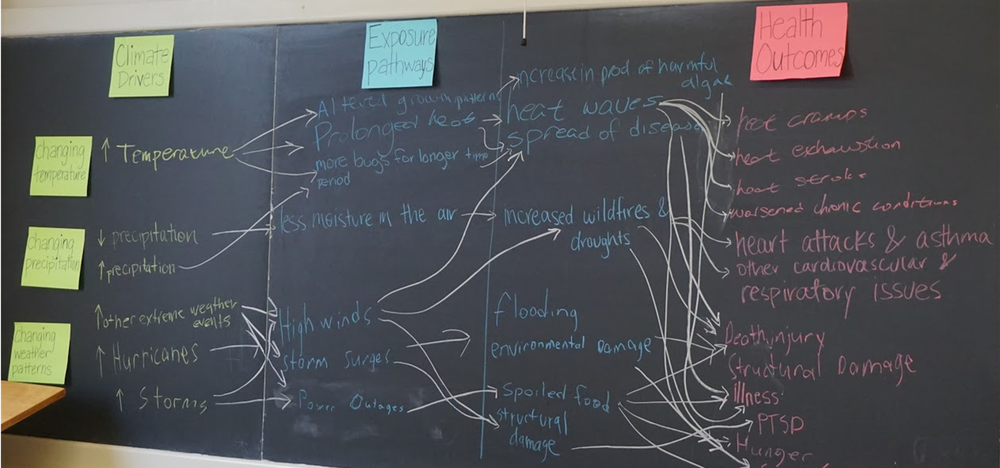 Climate
Drivers
Changing
temperature
↑ Temperature
Changing
precipitation
↓ precipitation
↑ precipitation
Changing
weather
patterns
↑ other extreme weather
events
↑ Hurricanes
↑ Storms
Exposure
pathways
Altered growth patterns
Prolonged heat
more bugs for longer time
period
less moisture in the air
High winds
Storm Surges
Power Outages
increase in prod of harmful
algae
heat waves
spread of disease
increased wildfires &
droughts
flooding
environmental Damage
Spoiled food
structural
damage
Health
Outcomes
heat cramps
heat exhaustion
heat stroke
worsened chronic conditions
heart attacks & asthma
other cardiovascular &
respiratory issues
Death, injury
Structural Damage
illness
PTSD
Hunger